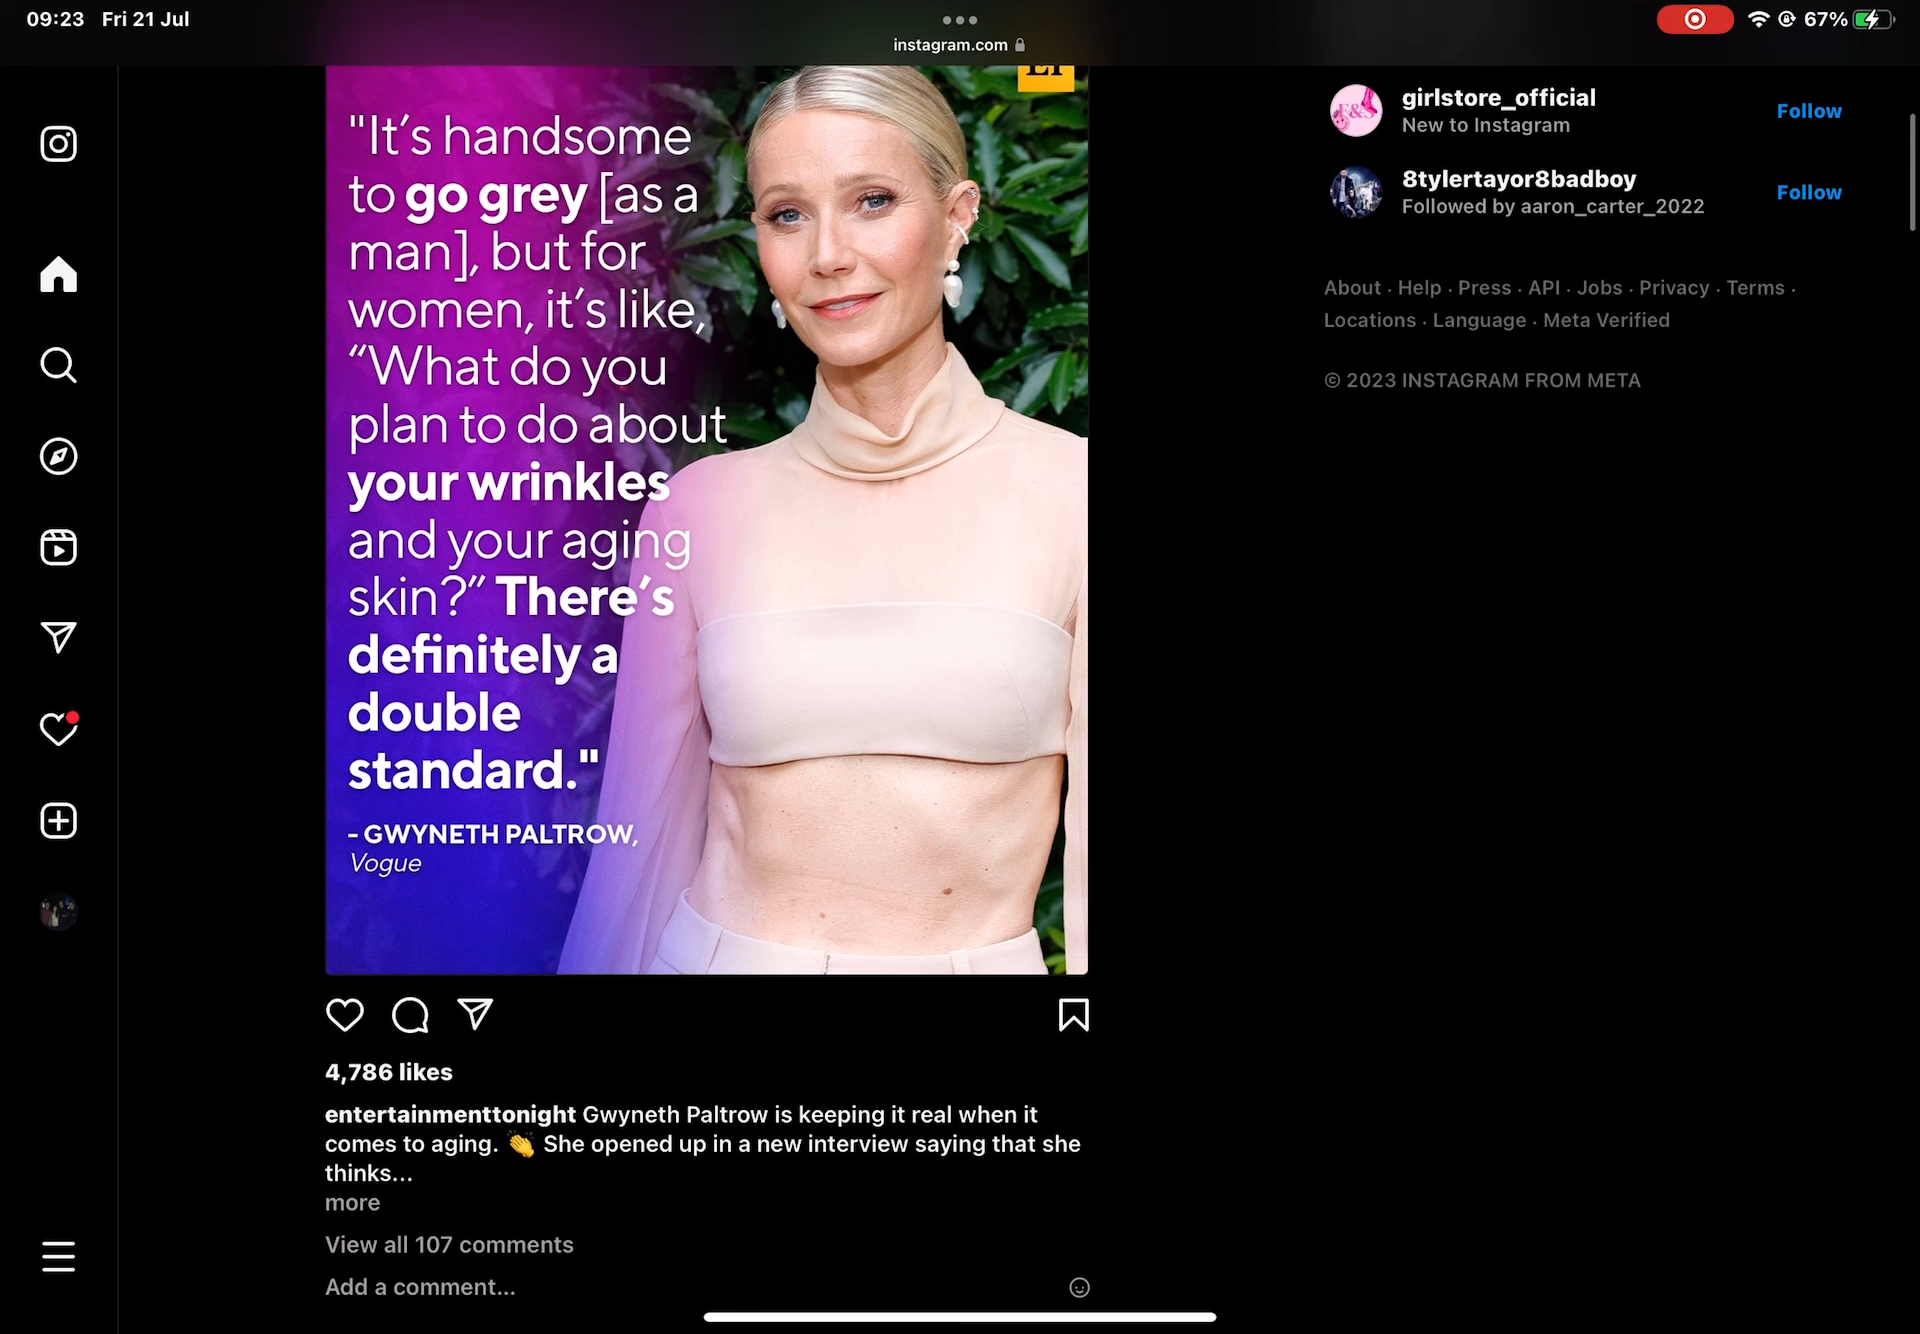 09:23 Fri 21 Jul
instagram.com
67%
"It's handsome
to go grey [as a
man], but for
women, it's like,
“What do you
plan to do about
your wrinkles
and your aging
skin?” There's
definitely a
double
standard."
- GWYNETH PALTROW,
Vogue
4,786 likes
entertainmenttonight Gwyneth Paltrow is keeping it real when it
comes to aging. 👏 She opened up in a new interview saying that she
thinks...
more
View all 107 comments
Add a comment...
girlstore_official
New to Instagram
Follow
8tylertayor8badboy
Followed by aaron_carter_2022
Follow
About · Help · Press · API · Jobs · Privacy · Terms ·
Locations · Language · Meta Verified
© 2023 INSTAGRAM FROM META